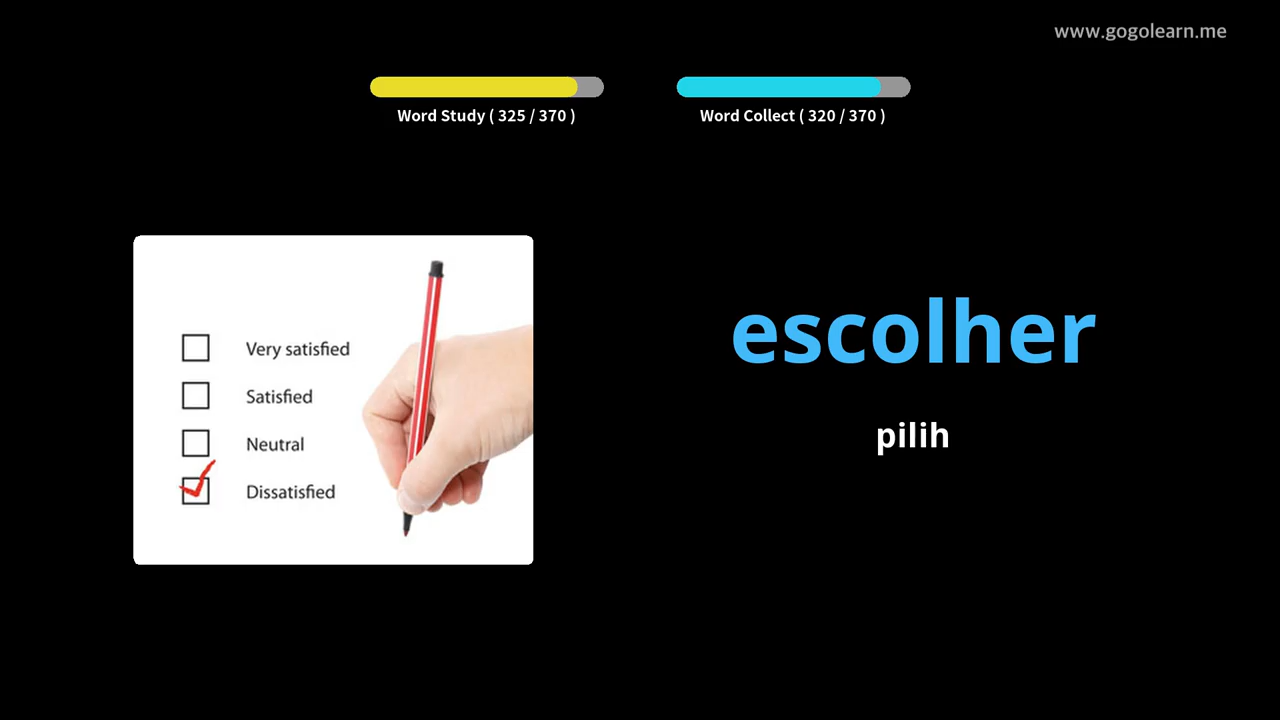 www.gogolearn.me
Word Study ( 325 / 370 )
Word Collect ( 320 / 370 )
Very satisfied
Satisfied
Neutral
Dissatisfied
escolher
pilih